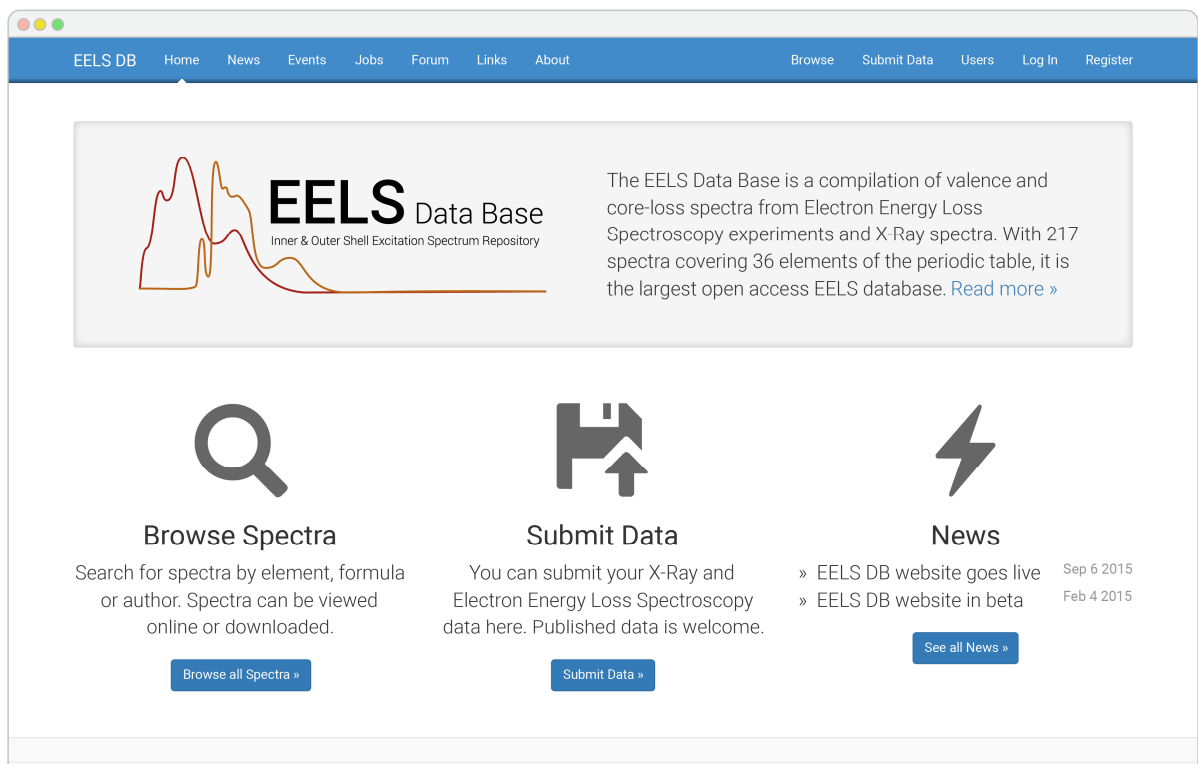 EELS DB Home News Events Jobs Forum Links About Browse Submit Data Users Log In Register
EELS Data Base
Inner & Outer Shell Excitation Spectrum Repository
The EELS Data Base is a compilation of valence and
core-loss spectra from Electron Energy Loss
Spectroscopy experiments and X-Ray spectra. With 217
spectra covering 36 elements of the periodic table, it is
the largest open access EELS database. Read more »
Browse Spectra
Search for spectra by element, formula
or author. Spectra can be viewed
online or downloaded.
Browse all Spectra »
Submit Data
You can submit your X-Ray and
Electron Energy Loss Spectroscopy
data here. Published data is welcome.
Submit Data »
News
» EELS DB website goes live Sep 6 2015
» EELS DB website in beta Feb 4 2015
See all News »